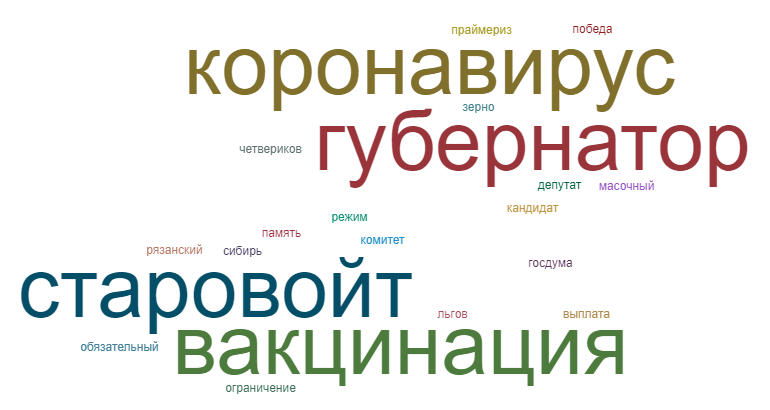 праймериз
победа
коронавирус
зерно
губернатор
четвериков
депутат
масочный
кандидат
режим
память
комитет
рязанский
сибирь
госдума
старовойт
льгов
выплата
вакцинация
обязательный
ограничение